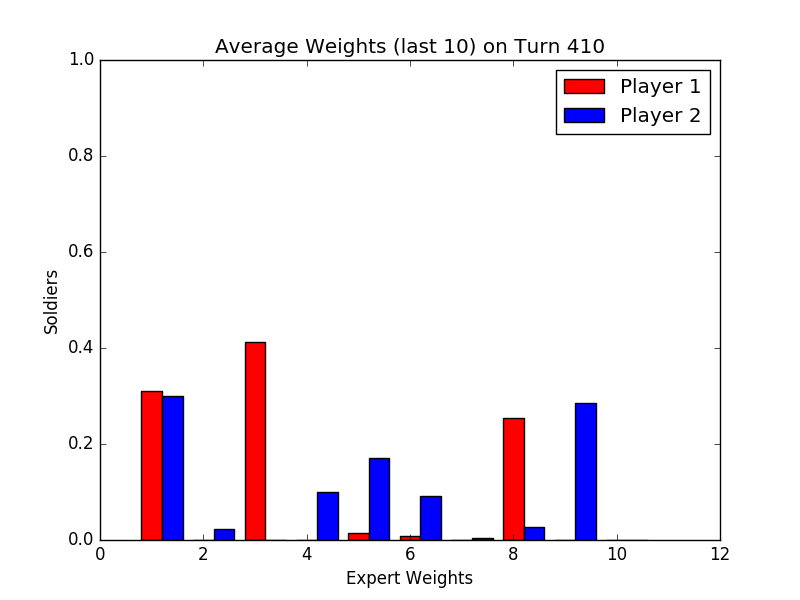 Average Weights (last 10) on Turn 410
1.0
0.8
0.6
0.4
0.2
0.0
Soldiers
Player 1
Player 2
0 2 4 6 8 10 12
Expert Weights